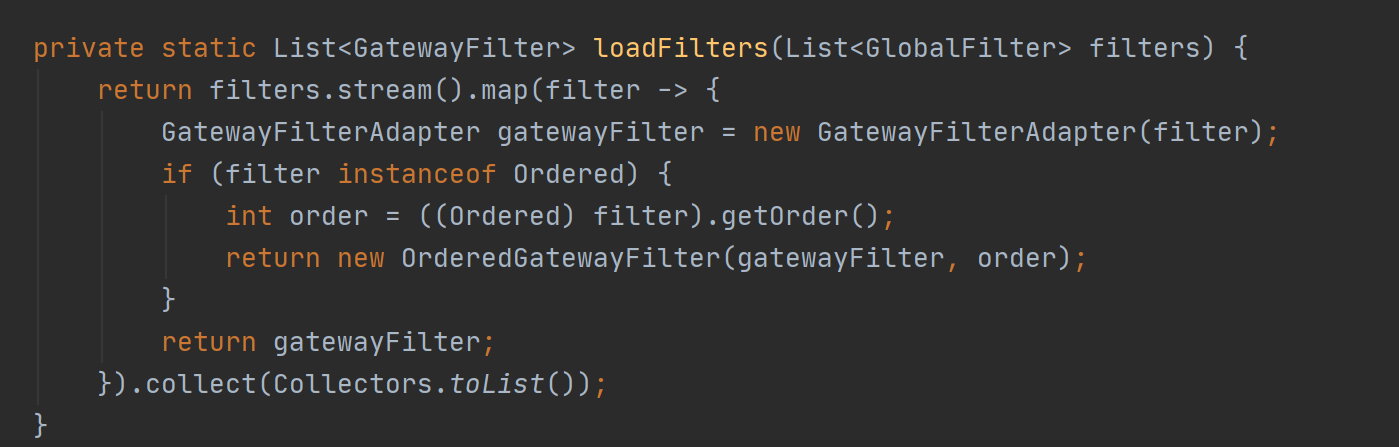 private static List<GatewayFilter> loadFilters(List<GlobalFilter> filters) {
return filters.stream().map(filter -> {
GatewayFilterAdapter gatewayFilter = new GatewayFilterAdapter(filter);
if (filter instanceof Ordered) {
int order = ((Ordered) filter).getOrder();
return new OrderedGatewayFilter(gatewayFilter, order);
}
return gatewayFilter;
}).collect(Collectors.toList());
}